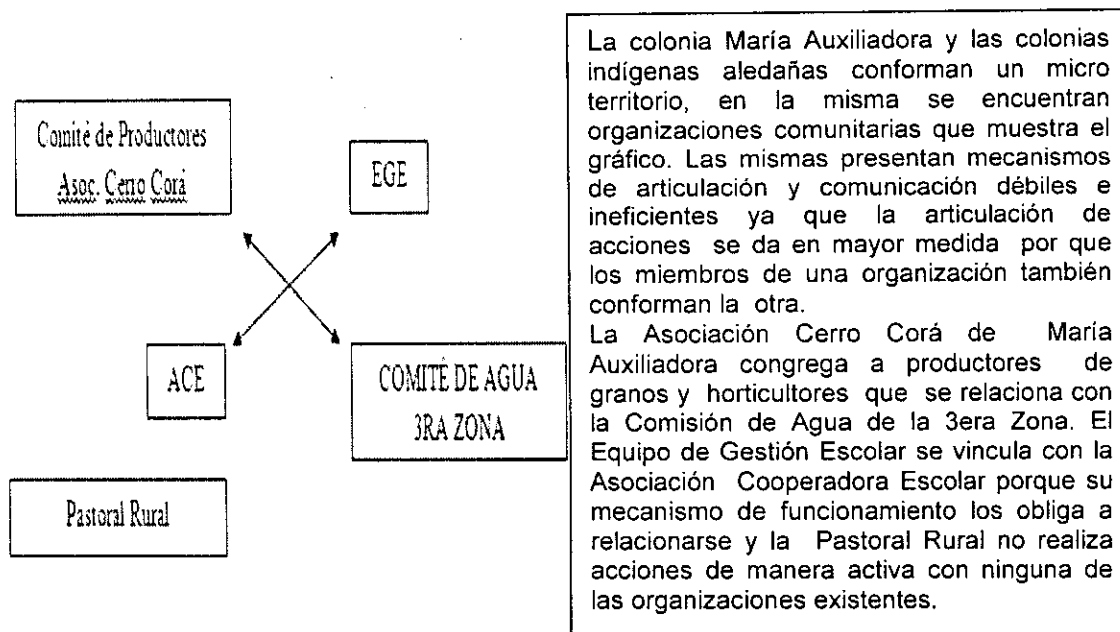 Comité de Productores
Asoc. Cerro Corá
EGE
ACE
COMITÉ DE AGUA
3RA ZONA
Pastoral Rural
La colonia María Auxiliadora y las colonias
indígenas aledañas conforman un micro
territorio, en la misma se encuentran
organizaciones comunitarias que muestra el
gráfico. Las mismas presentan mecanismos
de articulación y comunicación débiles e
ineficientes ya que la articulación de
acciones se da en mayor medida por que
los miembros de una organización también
conforman la otra.
La Asociación Cerro Corá de María
Auxiliadora congrega a productores de
granos y horticultores que se relaciona con
la Comisión de Agua de la 3era Zona. El
Equipo de Gestión Escolar se vincula con la
Asociación Cooperadora Escolar porque su
mecanismo de funcionamiento los obliga a
relacionarse y la Pastoral Rural no realiza
acciones de manera activa con ninguna de
las organizaciones existentes.